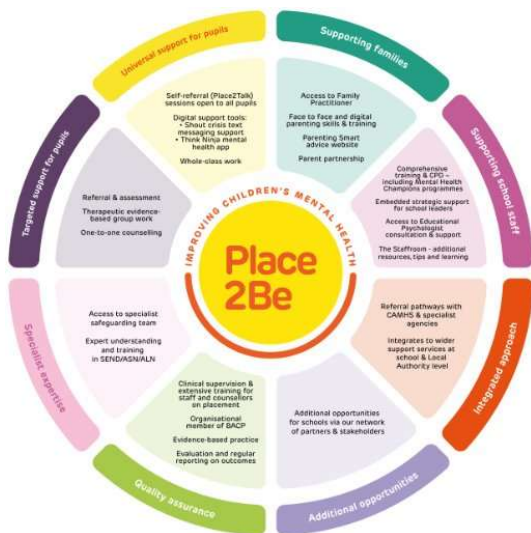 Universal support for pupils
Self-referral (Place2Talk)
sessions open to all pupils
Digital support tools:
• Shout crisis text
messaging support
• Think Ninja mental
health app
Whole-class work
Supporting families
Access to Family
Practitioner
Face to face and digital
parenting skills & training
Parenting Smart
advice website
Parent partnership
Supporting school staff
Comprehensive
training & CPD –
including Mental Health
Champions programmes
Embedded strategic support
for school leaders
Access to Educational
Psychologist
consultation & support
The Staffroom - additional
resources, tips and learning
Integrated approach
Referral pathways with
CAMHS & specialist
agencies
Integrates to wider
support services at
school & Local
Authority level
Additional opportunities
Additional opportunities
for schools via our network
of partners & stakeholders
Quality assurance
Clinical supervision &
extensive training for
staff and counsellors
on placement
Organisational
member of BACP
Evidence-based practice
Evaluation and regular
reporting on outcomes
Specialist expertise
Access to specialist
safeguarding team
Expert understanding
and training
in SEND/ASN/ALN
Targeted support for pupils
Referral & assessment
Therapeutic evidence-
based group work
One-to-one counselling
IMPROVING CHILDREN'S MENTAL HEALTH
Place
2Be